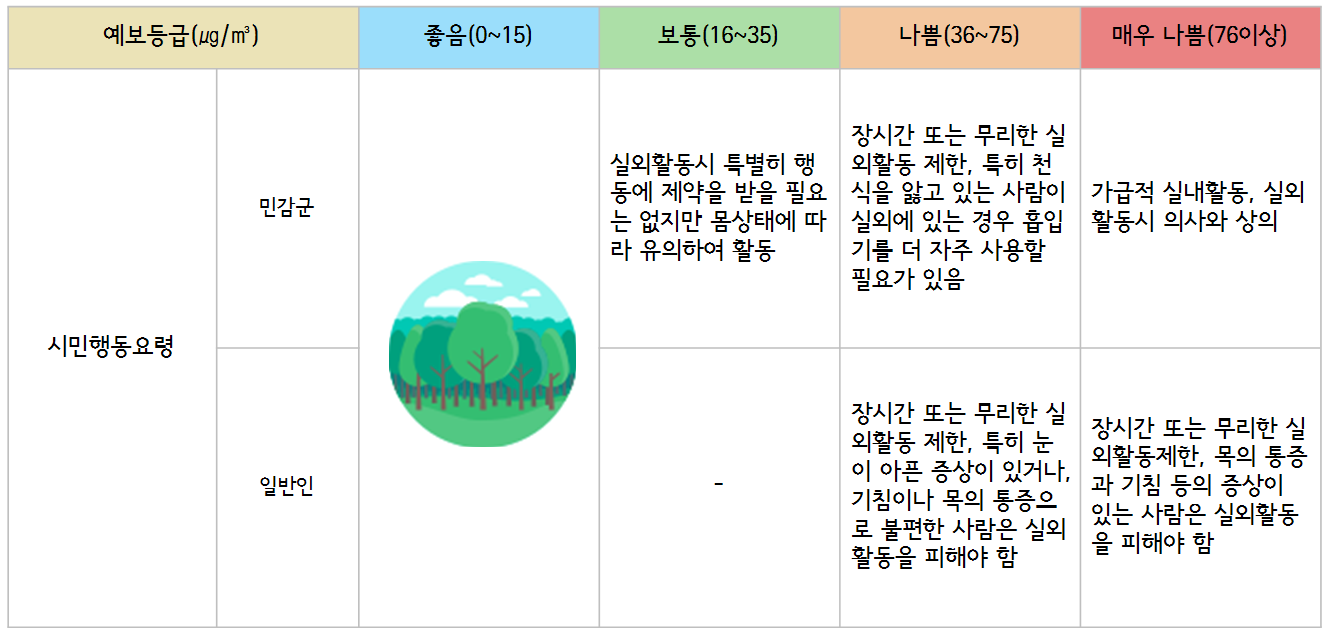 예보등급(㎍/㎥)
좋음(0~15)
보통(16~35)
나쁨(36~75)
매우 나쁨(76이상)
시민행동요령
민감군
실외활동시 특별히 행
동에 제약을 받을 필요
는 없지만 몸상태에 따
라 유의하여 활동
장시간 또는 무리한 실
외활동 제한, 특히 천
식을 앓고 있는 사람이
실외에 있는 경우 흡입
기를 더 자주 사용할
필요가 있음
가급적 실내활동, 실외
활동시 의사와 상의
일반인
-
장시간 또는 무리한 실
외활동 제한, 특히 눈
이 아픈 증상이 있거나,
기침이나 목의 통증으
로 불편한 사람은 실외
활동을 피해야 함
장시간 또는 무리한 실
외활동제한, 목의 통증
과 기침 등의 증상이
있는 사람은 실외활동
을 피해야 함